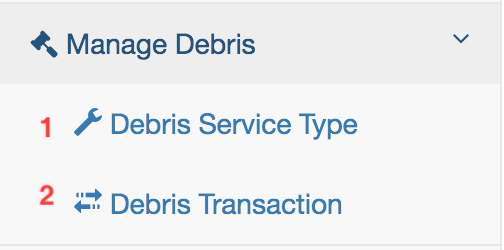 Manage Debris
1 Debris Service Type
2 Debris Transaction